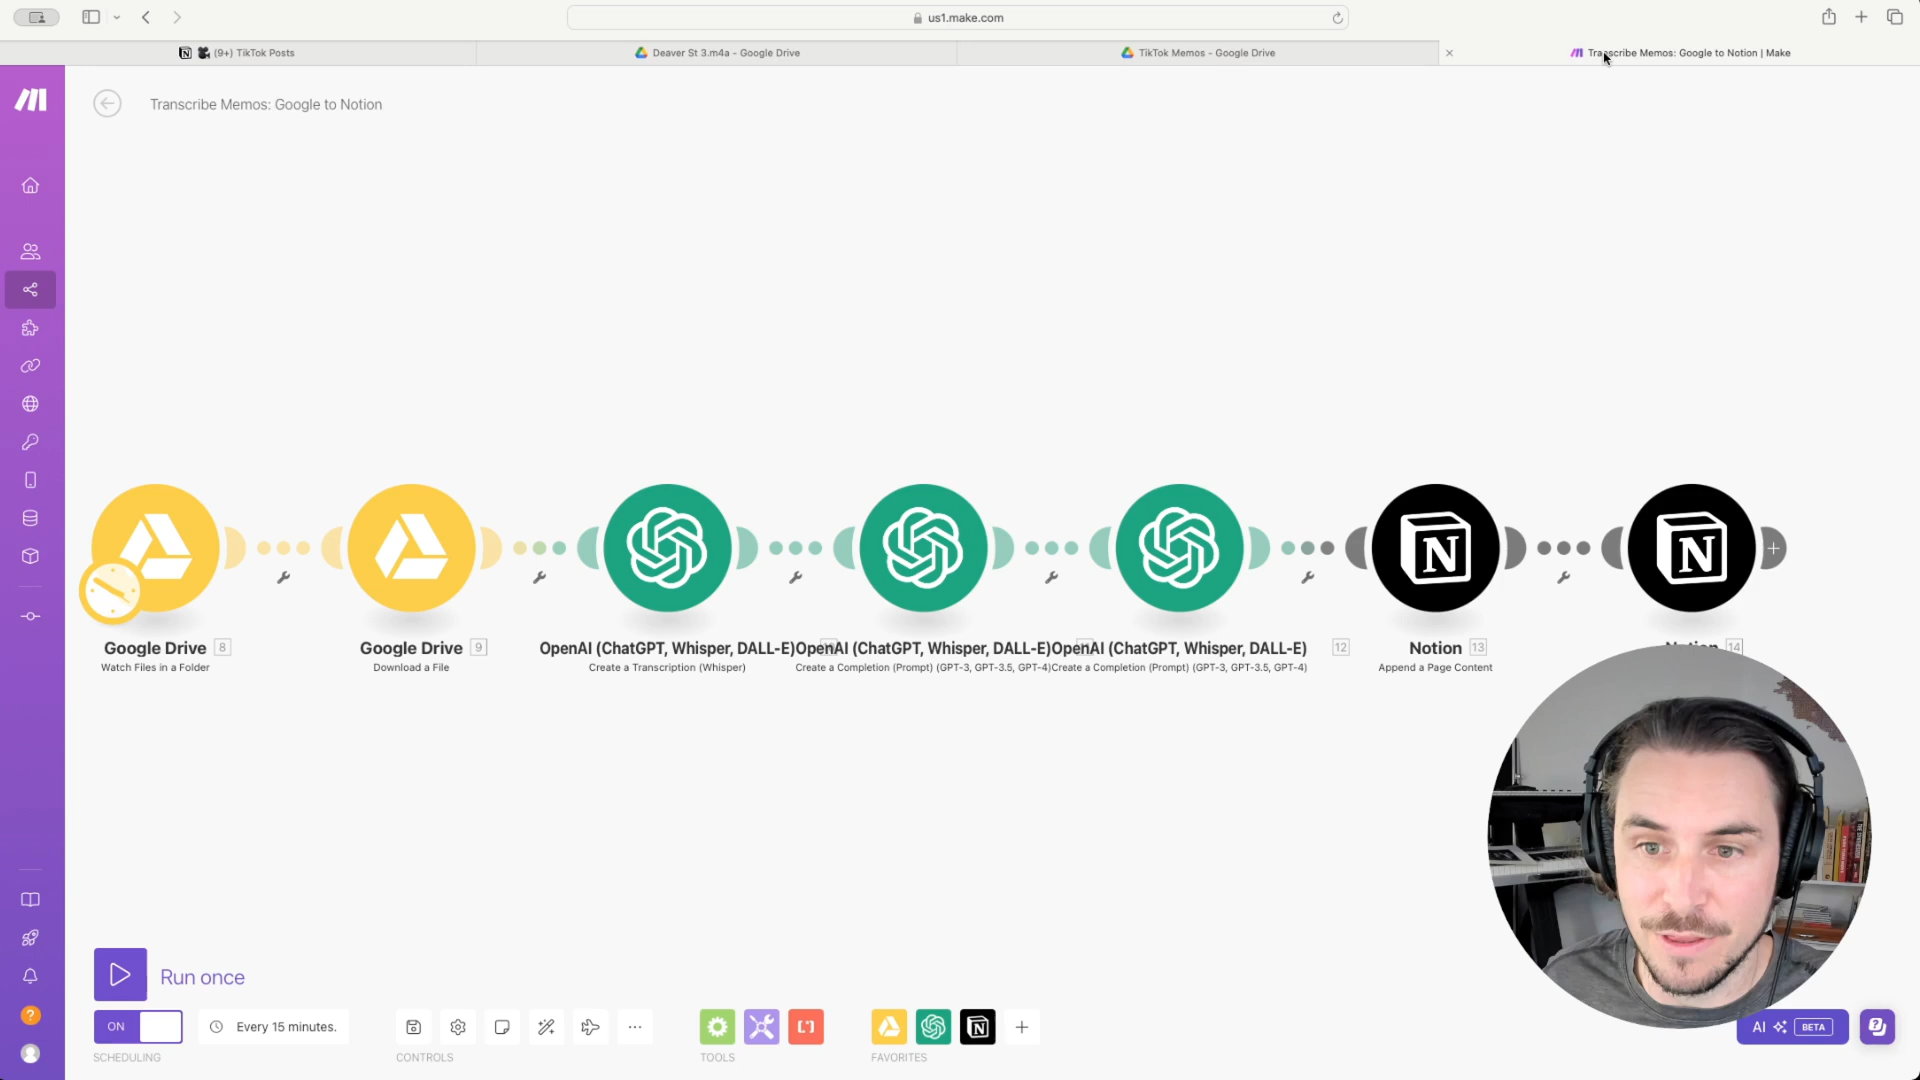 us1.make.com
(9+) TikTok Posts
Deaver St 3.m4a - Google Drive
TikTok Memos - Google Drive
Transcribe Memos: Google to Notion | Make
Transcribe Memos: Google to Notion
Google Drive 8
Watch Files in a Folder
Google Drive 9
Download a File
OpenAI (ChatGPT, Whisper, DALL-E)
Create a Transcription (Whisper)
OpenAI (ChatGPT, Whisper, DALL-E)
Create a Completion (Prompt) (GPT-3, GPT-3.5, GPT-4)
OpenAI (ChatGPT, Whisper, DALL-E) 12
Create a Completion (Prompt) (GPT-3, GPT-3.5, GPT-4)
Notion 13
Append a Page Content
Notion 14
Run once
ON
Every 15 minutes.
SCHEDULING
CONTROLS
TOOLS
FAVORITES
AI BETA